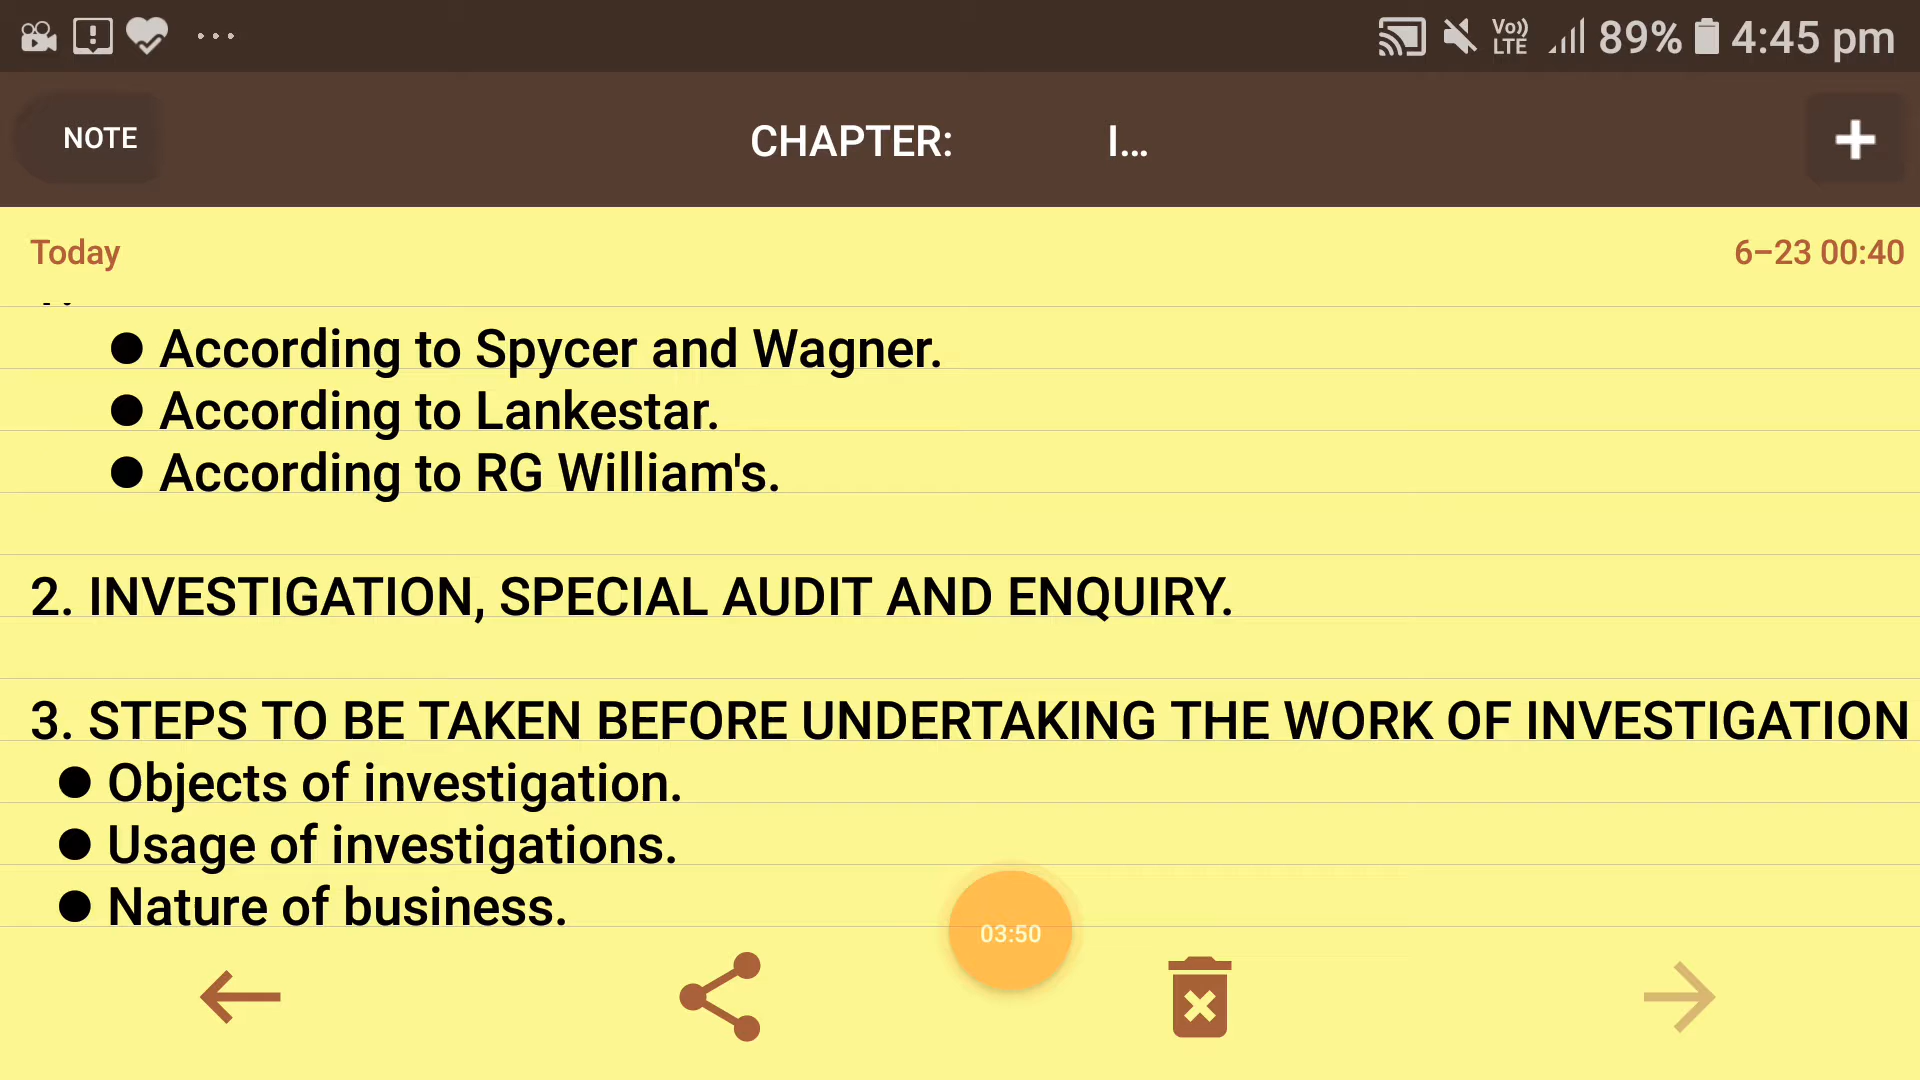 Vo)) LTE 89% 4:45 pm
NOTE CHAPTER: I...
Today 6–23 00:40
● According to Spycer and Wagner.
● According to Lankestar.
● According to RG William's.
2. INVESTIGATION, SPECIAL AUDIT AND ENQUIRY.
3. STEPS TO BE TAKEN BEFORE UNDERTAKING THE WORK OF INVESTIGATION
● Objects of investigation.
● Usage of investigations.
● Nature of business.
03:50